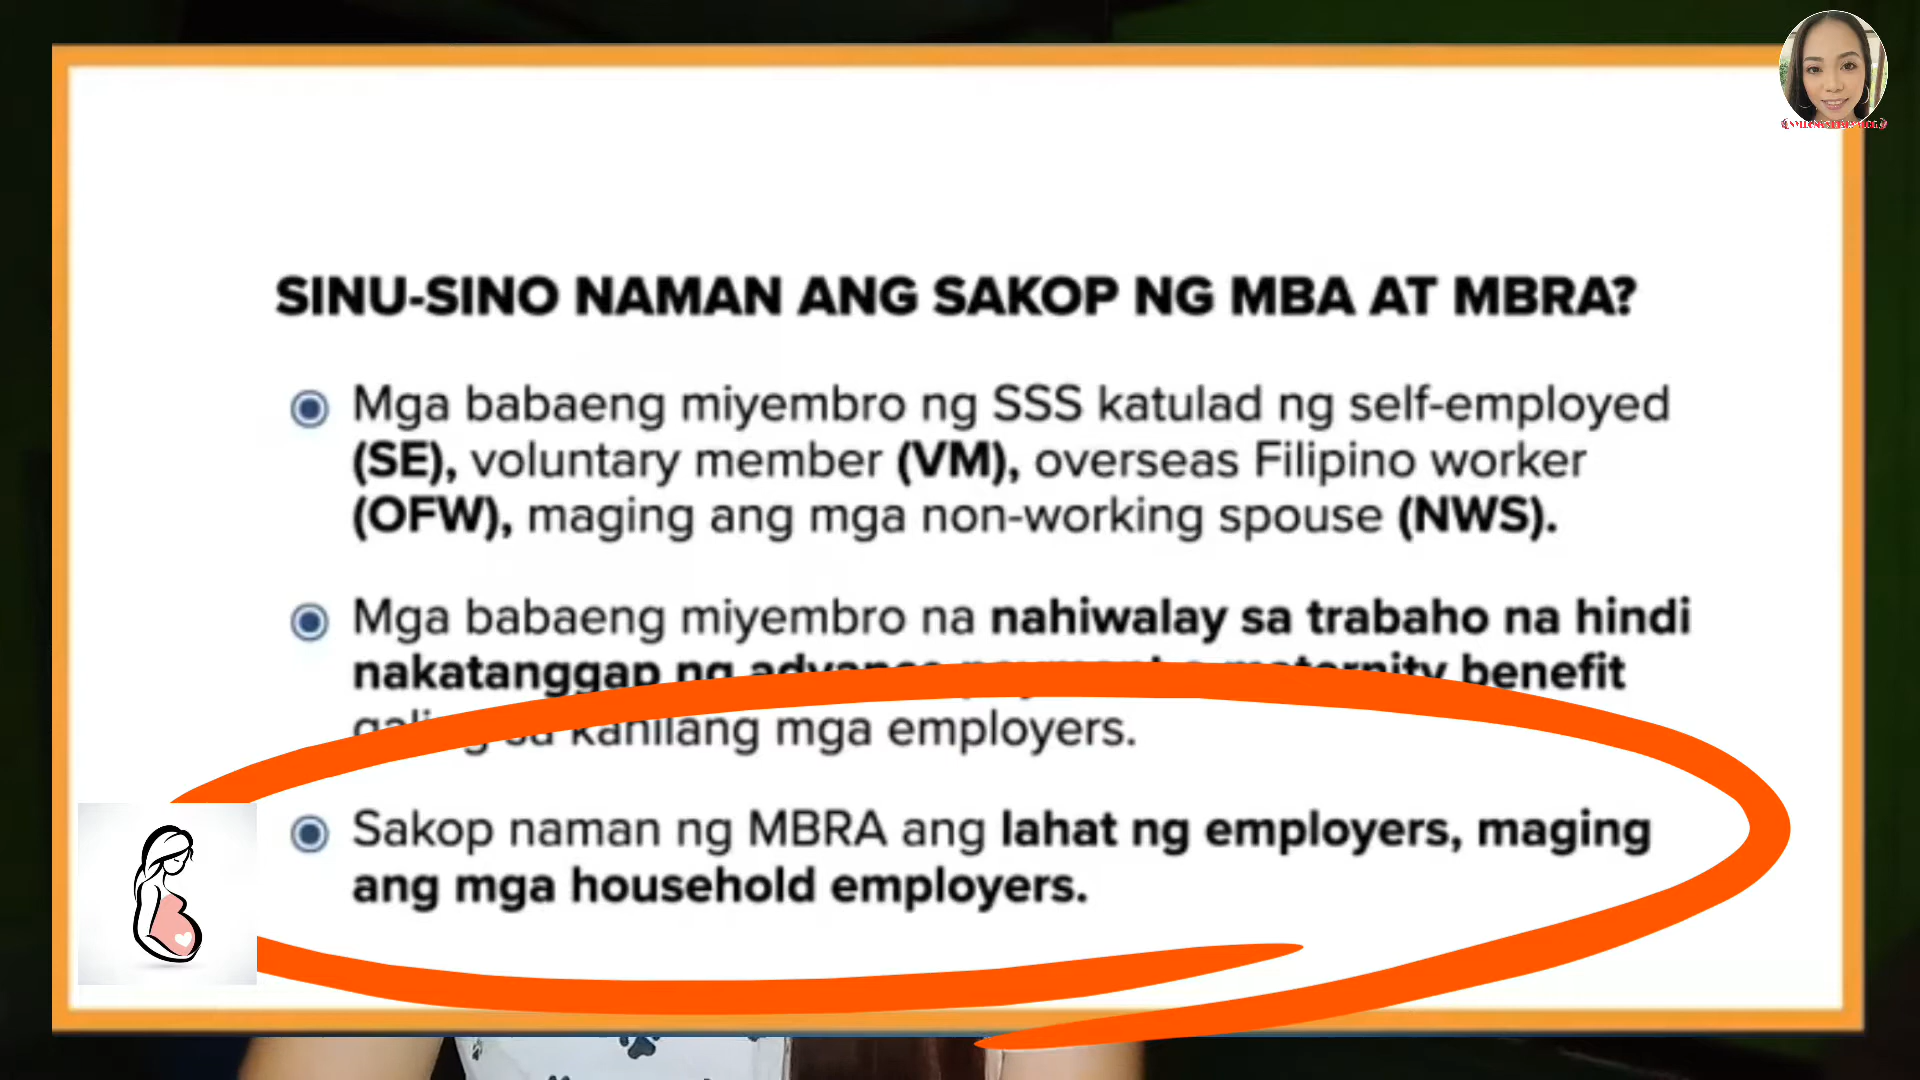 SINU-SINO NAMAN ANG SAKOP NG MBA AT MBRA?
Mga babaeng miyembro ng SSS katulad ng self-employed
(SE), voluntary member (VM), overseas Filipino worker
(OFW), maging ang mga non-working spouse (NWS).
Mga babaeng miyembro na nahiwalay sa trabaho na hindi
nakatanggap ng advance maternity benefit
kanilang mga employers.
Sakop naman ng MBRA ang lahat ng employers, maging
ang mga household employers.